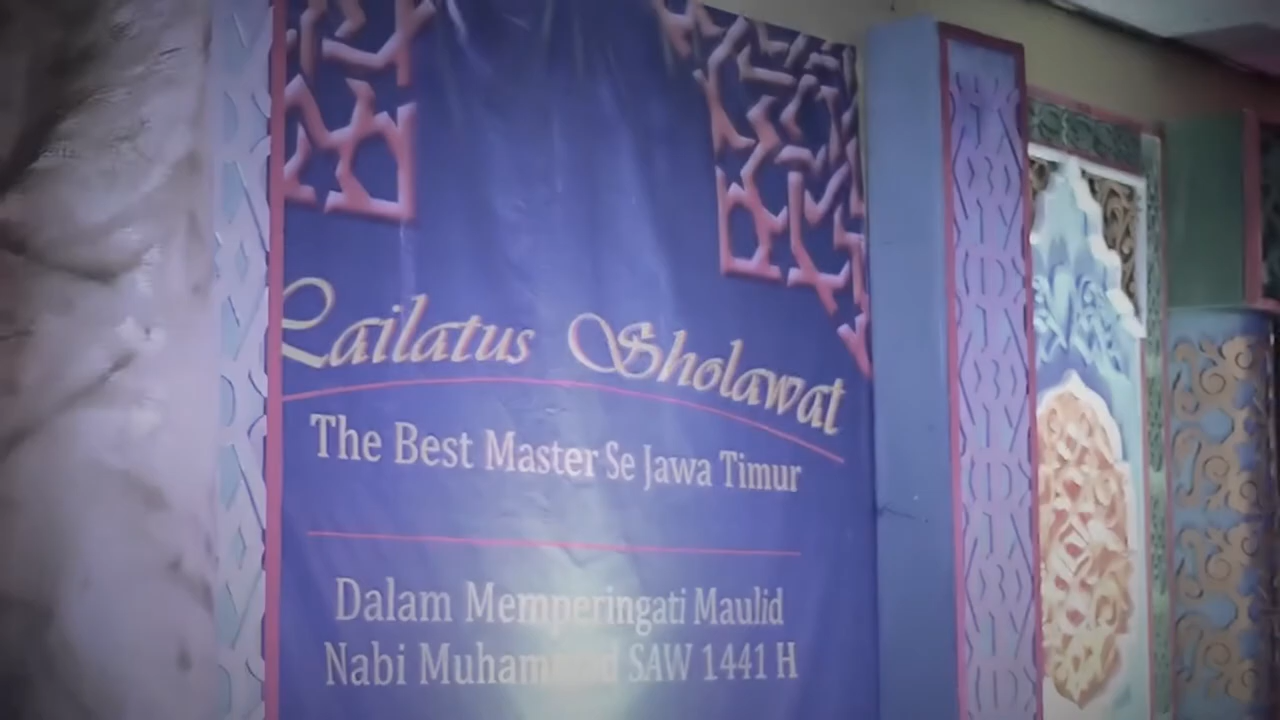 Lailatus Sholawat
The Best Master Se Jawa Timur
Dalam Memperingati Maulid
Nabi Muhammad SAW 1441 H